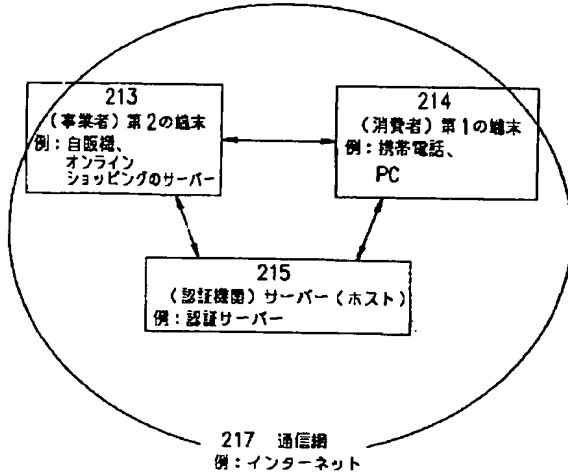 213
(事業者)第2の端末
例:自販機、
オンライン
ショッピングのサーバー
214
(消費者)第1の端末
例:携帯電話、
PC
215
(認証機関)サーバー(ホスト)
例:認証サーバー
217 通信網
例:インターネット